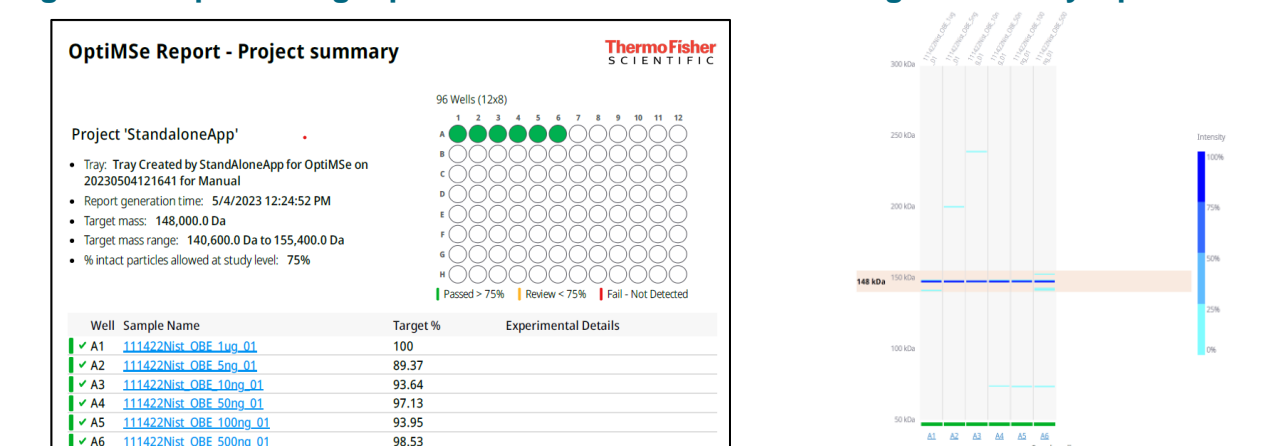 OptiMSe Report - Project summary
ThermoFisher
SCIENTIFIC
96 Wells (12x8)
1 2 3 4 5 6 7 8 9 10 11 12
A
B
C
D
E
F
G
H
Project 'StandaloneApp'
• Tray: Tray Created by StandAloneApp for OptiMSe on
20230504121641 for Manual
• Report generation time: 5/4/2023 12:24:52 PM
• Target mass: 148,000.0 Da
• Target mass range: 140,600.0 Da to 155,400.0 Da
• % intact particles allowed at study level: 75%
Passed > 75% Review < 75% Fail - Not Detected
Well Sample Name Target % Experimental Details
A1 111422Nist_OBE_1ug_01 100
A2 111422Nist_OBE_5ng_01 89.37
A3 111422Nist_OBE_10ng_01 93.64
A4 111422Nist_OBE_50ng_01 97.13
A5 111422Nist_OBE_100ng_01 93.95
A6 111422Nist_OBE_500ng_01 98.53
300 kDa
250 kDa
200 kDa
150 kDa
148 kDa
100 kDa
50 kDa
A1 A2 A3 A4 A5 A6
Intensity
100%
75%
50%
25%
0%